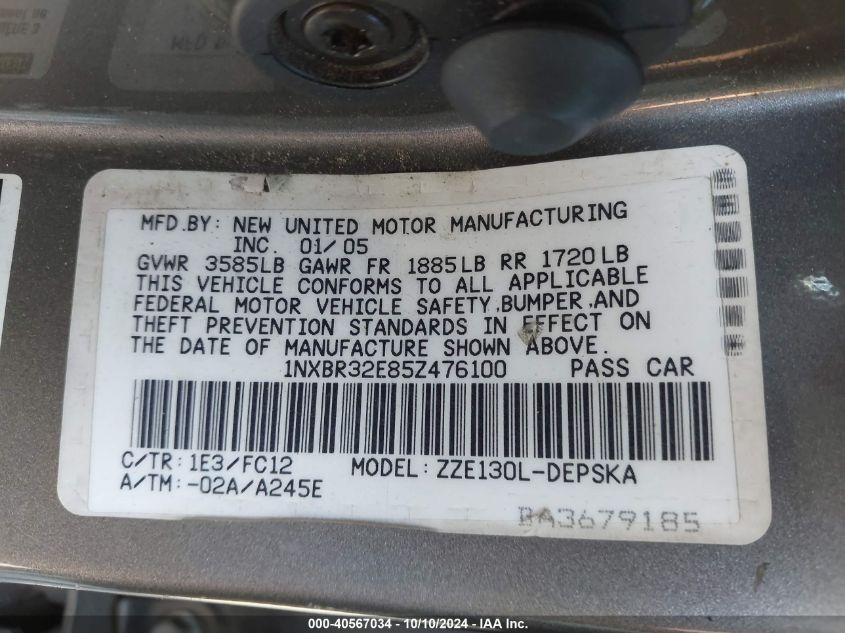 MFD.BY: NEW UNITED MOTOR MANUFACTURING
INC. 01/05
GVWR 3585LB GAWR FR 1885LB RR 1720LB
THIS VEHICLE CONFORMS TO ALL APPLICABLE
FEDERAL MOTOR VEHICLE SAFETY,BUMPER,AND
THEFT PREVENTION STANDARDS IN EFFECT ON
THE DATE OF MANUFACTURE SHOWN ABOVE.
1NXBR32E85Z476100 PASS CAR
C/TR: 1E3/FC12 MODEL: ZZE130L-DEPSKA
A/TM: -02A/A245E
BA3679185
000-40567034 - 10/10/2024 - IAA Inc.